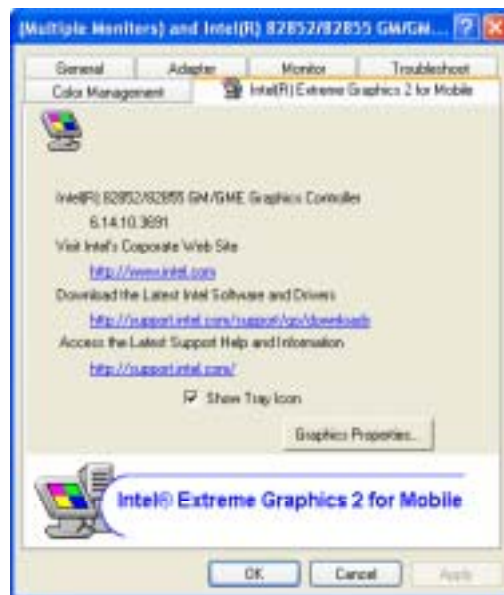 (Multiple Monitors) and Intel(R) 82852/82855 GM/GM...
General Adapter Monitor Troubleshoot
Color Management Intel(R) Extreme Graphics 2 for Mobile
Intel(R) 82852/82855 GM/GME Graphics Controller
6.14.10.3691
Visit Intel's Corporate Web Site
http://www.intel.com
Download the Latest Intel Software and Drivers
http://support.intel.com/support/go/downloads
Access the Latest Support Help and Information
http://support.intel.com/
Show Tray Icon
Graphics Properties...
Intel® Extreme Graphics 2 for Mobile
OK Cancel Apply